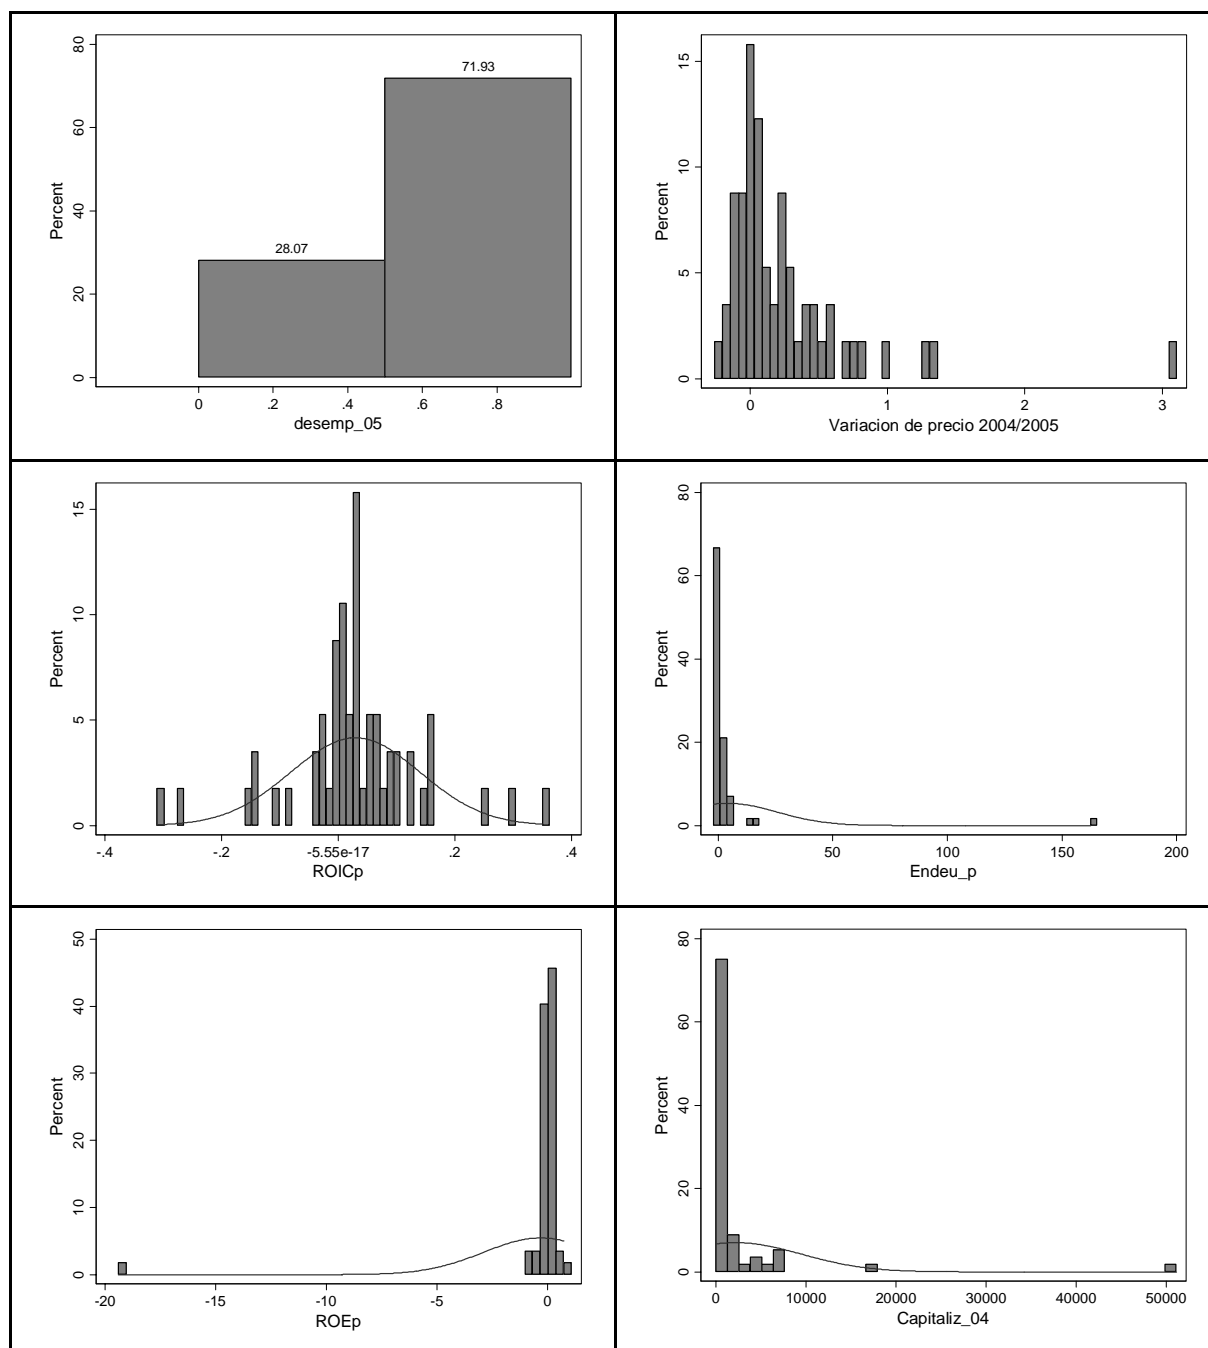 80
60
40
20
0
Percent
28.07
71.93
0 .2 .4 .6 .8
desemp_05
15
10
5
0
Percent
0 1 2 3
Variacion de precio 2004/2005
15
10
5
0
Percent
-.4 -.2 -5.55e-17 .2 .4
ROICp
80
60
40
20
0
Percent
0 50 100 150 200
Endeu_p
50
40
30
20
10
0
Percent
-20 -15 -10 -5 0
ROEp
80
60
40
20
0
Percent
0 10000 20000 30000 40000 50000
Capitaliz_04